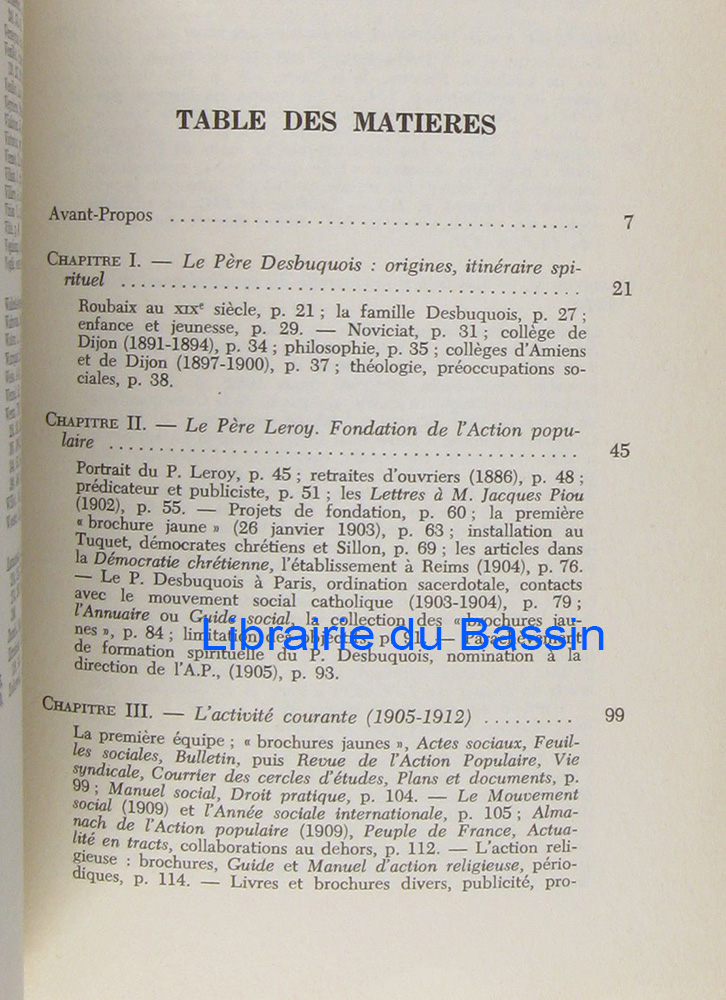 TABLE DES MATIERES
Avant-Propos ........................................ 7
CHAPITRE I. — Le Père Desbuquois : origines, itinéraire spi-
rituel ........................................ 21
Roubaix au XIXe siècle, p. 21 ; la famille Desbuquois, p. 27 ;
enfance et jeunesse, p. 29. — Noviciat, p. 31 ; collège de
Dijon (1891-1894), p. 34 ; philosophie, p. 35 ; collèges d'Amiens
et de Dijon (1897-1900), p. 37 ; théologie, préoccupations so-
ciales, p. 38.
CHAPITRE II. — Le Père Leroy. Fondation de l'Action popu-
laire ........................................ 45
Portrait du P. Leroy, p. 45 ; retraites d'ouvriers (1886), p. 48 ;
prédicateur et publiciste, p. 51 ; les Lettres à M. Jacques Piou
(1902), p. 55. — Projets de fondation, p. 60 ; la première
« brochure jaune » (26 janvier 1903), p. 63 ; installation au
Tuquet, démocrates chrétiens et Sillon, p. 69 ; les articles dans
la Démocratie chrétienne, l'établissement à Reims (1904), p. 76.
— Le P. Desbuquois à Paris, ordination sacerdotale, contacts
avec le mouvement social catholique (1903-1904), p. 79 ;
l'Annuaire ou Guide social, la collection des « brochures jau-
nes », p. 84 ; limitation des objectifs, p. 91. — Parachèvement
Librairie du Bassin
de formation spirituelle du P. Desbuquois, nomination à la
direction de l'A.P., (1905), p. 93.
CHAPITRE III. — L'activité courante (1905-1912) ......... 99
La première équipe ; « brochures jaunes », Actes sociaux, Feuil-
les sociales, Bulletin, puis Revue de l'Action Populaire, Vie
syndicale, Courrier des cercles d'études, Plans et documents, p.
99 ; Manuel social, Droit pratique, p. 104. — Le Mouvement
social (1909) et l'Année sociale internationale, p. 105 ; Alma-
nach de l'Action populaire (1909), Peuple de France, Actua-
lité en tracts, collaborations au dehors, p. 112. — L'action reli-
gieuse : brochures, Guide et Manuel d'action religieuse, pério-
diques, p. 114. — Livres et brochures divers, publicité, pro-